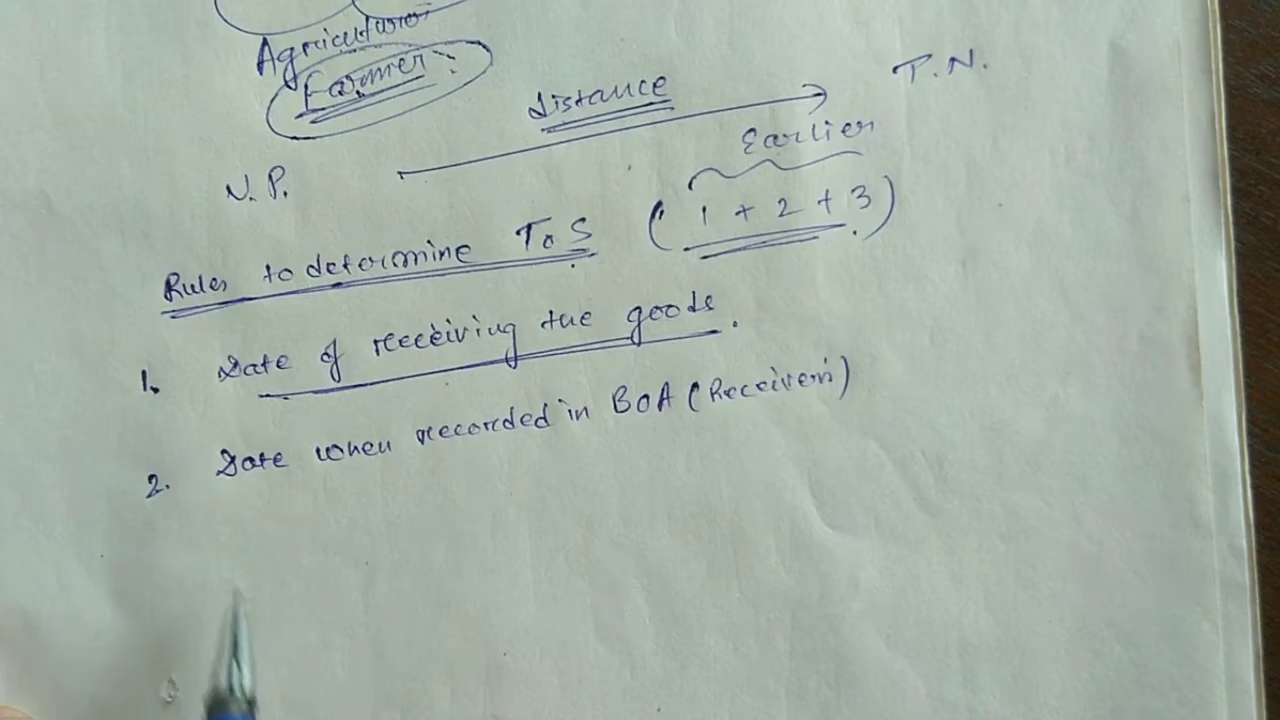 Agriculturer
Farmer
distance
T.N.
Earlier
N.P.
Rules to determine ToS (1 + 2 + 3)
1. Date of receiving the goods.
2. Date when recorded in BOA (Receiver)